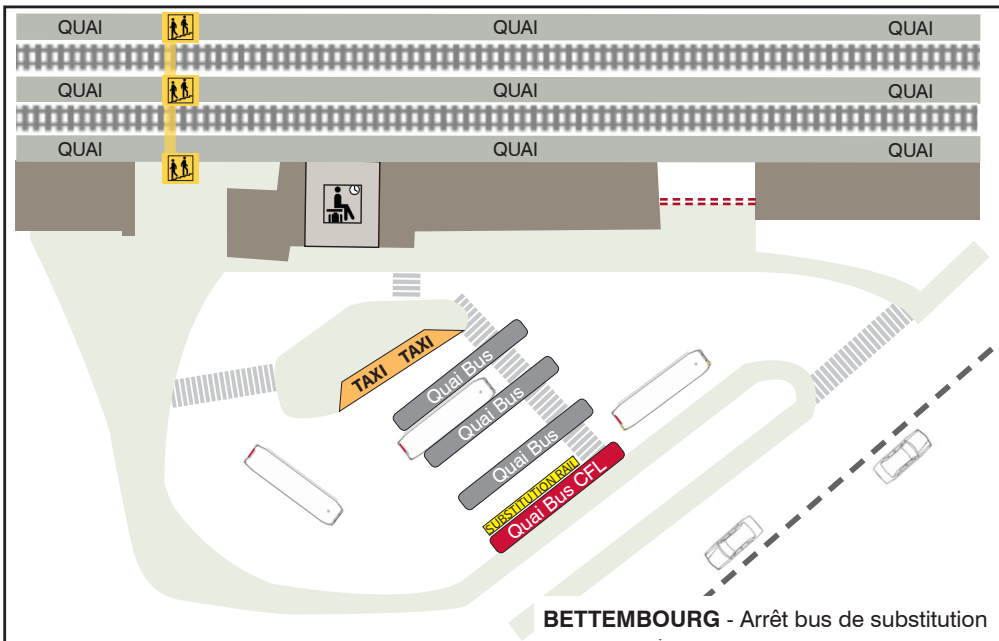 QUAI QUAI QUAI
QUAI QUAI QUAI
QUAI QUAI QUAI
TAXI TAXI
Quai Bus
Quai Bus
Quai Bus
SUBSTITUTION RAIL
Quai Bus CFL
BETTEMBOURG - Arrêt bus de substitution